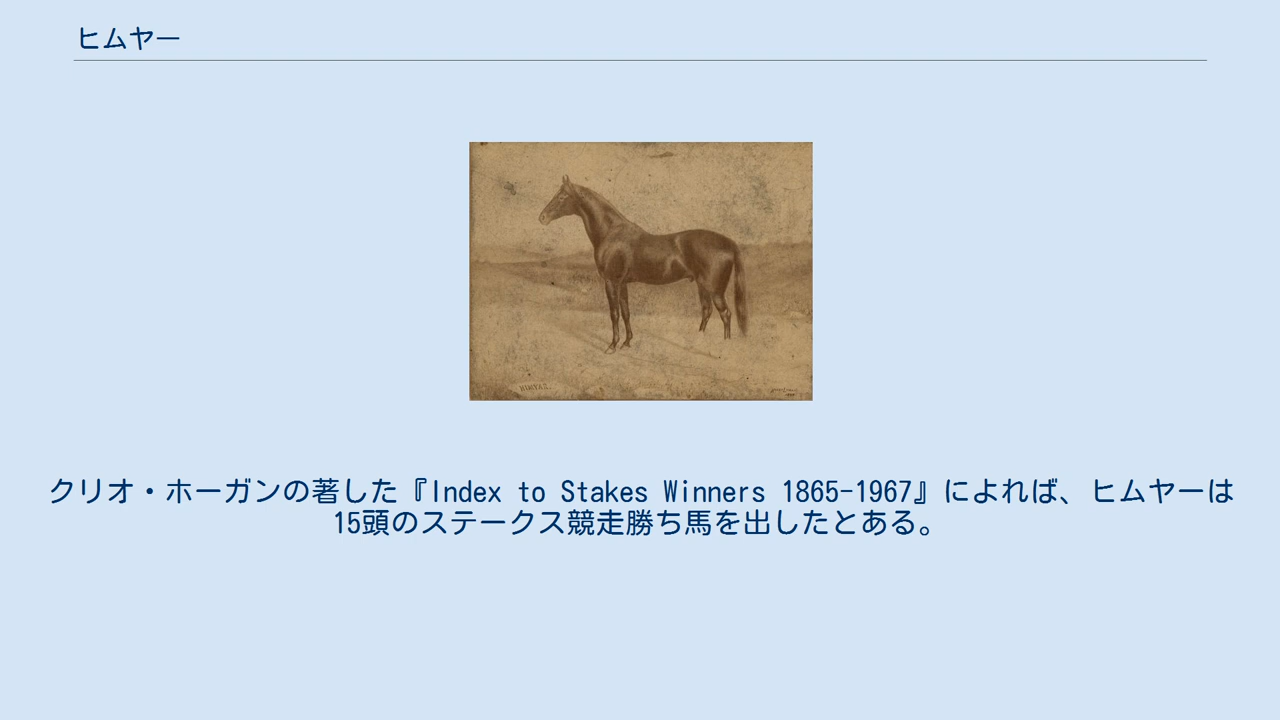 ヒムヤー
HIMYAR.
クリオ・ホーガンの著した『Index to Stakes Winners 1865-1967』によれば、ヒムヤーは
15頭のステークス競走勝ち馬を出したとある。